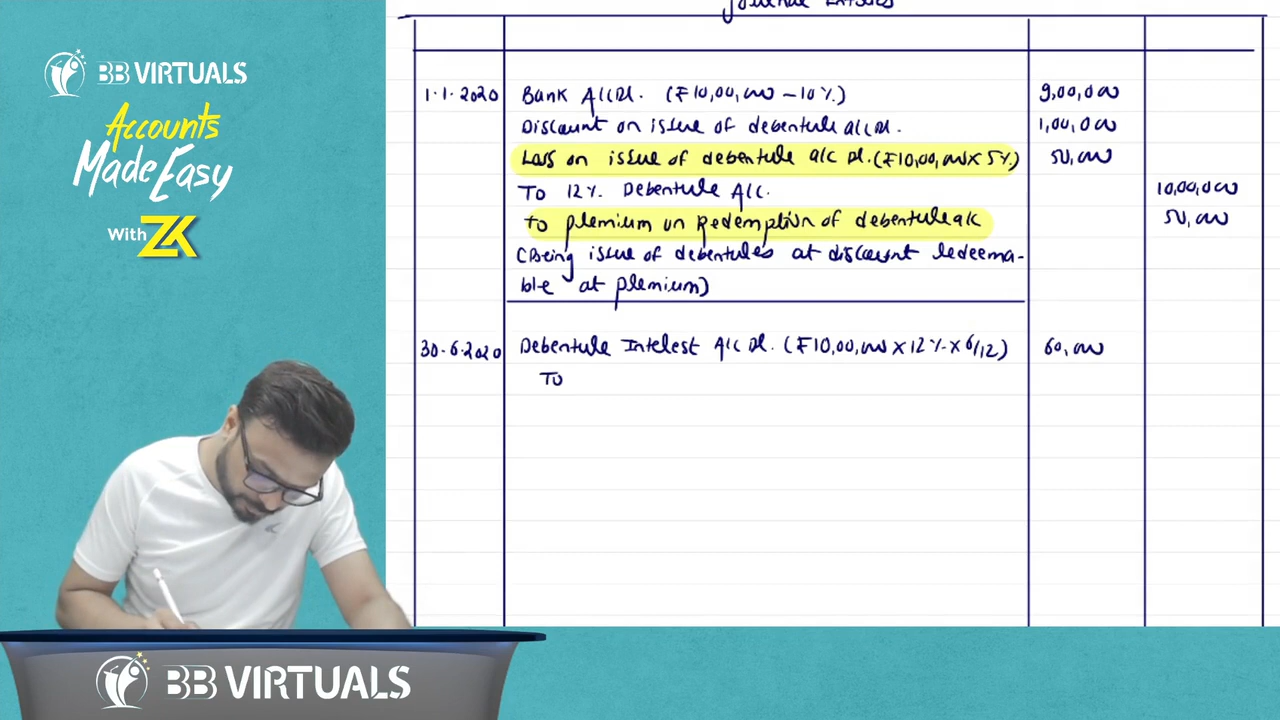 BB VIRTUALS
Accounts
Made Easy
With ZK
Journal Entries
1.1.2020 Bank A/c Dr. (₹10,00,000 - 10%) 9,00,000
Discount on issue of debenture a/c Dr. 1,00,000
Loss on issue of debenture a/c Dr. (₹10,00,000 x 5%) 50,000
To 12% Debenture A/c. 10,00,000
To premium on Redemption of debenture a/c 50,000
(Being issue of debentures at discount redeema-
ble at premium)
30.6.2020 Debenture Interest A/c Dr. (₹10,00,000 x 12% x 6/12) 60,000
To
BB VIRTUALS